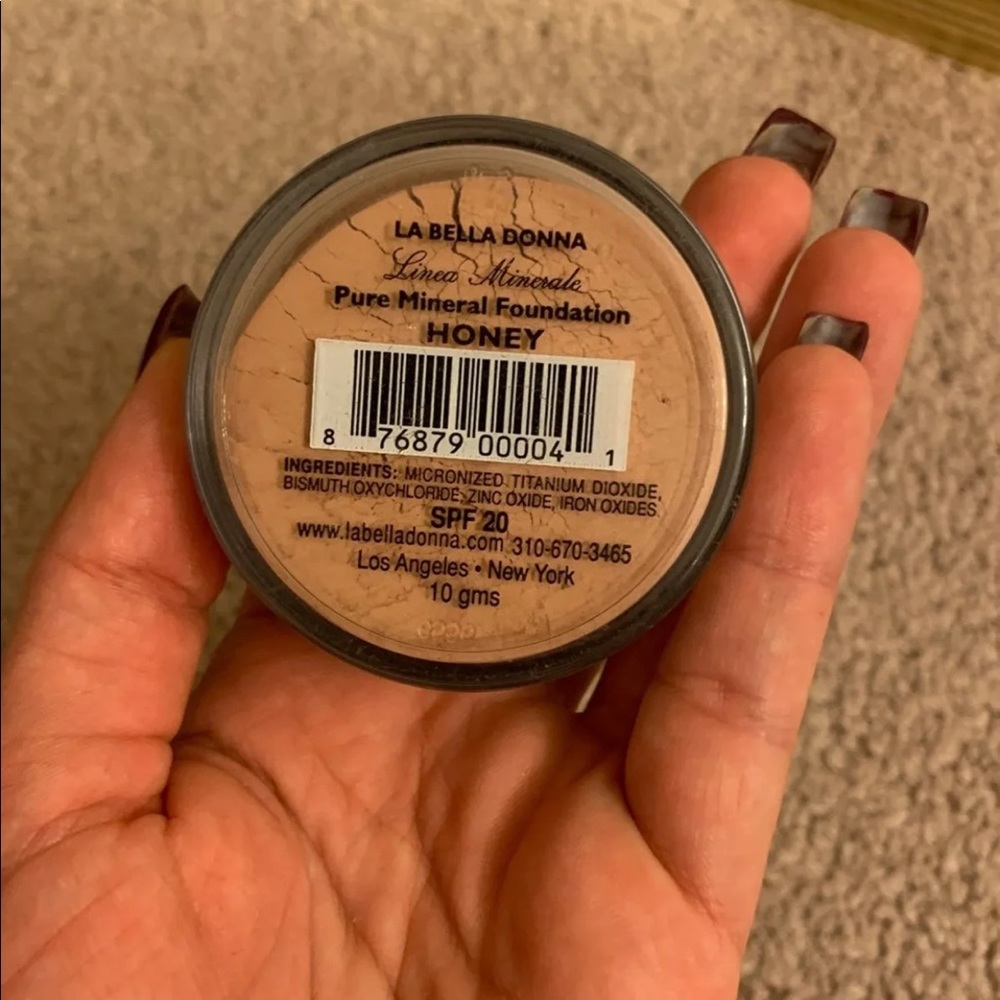 LA BELLA DONNA
Linea Minerale
Pure Mineral Foundation
HONEY
8 76879 00004 1
INGREDIENTS: MICRONIZED TITANIUM DIOXIDE,
BISMUTH OXYCHLORIDE, ZINC OXIDE, IRON OXIDES
SPF 20
www.labelladonna.com 310-670-3465
Los Angeles • New York
10 gms